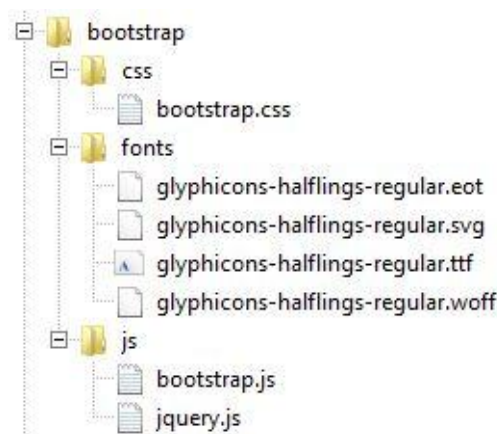 bootstrap
css
bootstrap.css
fonts
glyphicons-halflings-regular.eot
glyphicons-halflings-regular.svg
glyphicons-halflings-regular.ttf
glyphicons-halflings-regular.woff
js
bootstrap.js
jquery.js